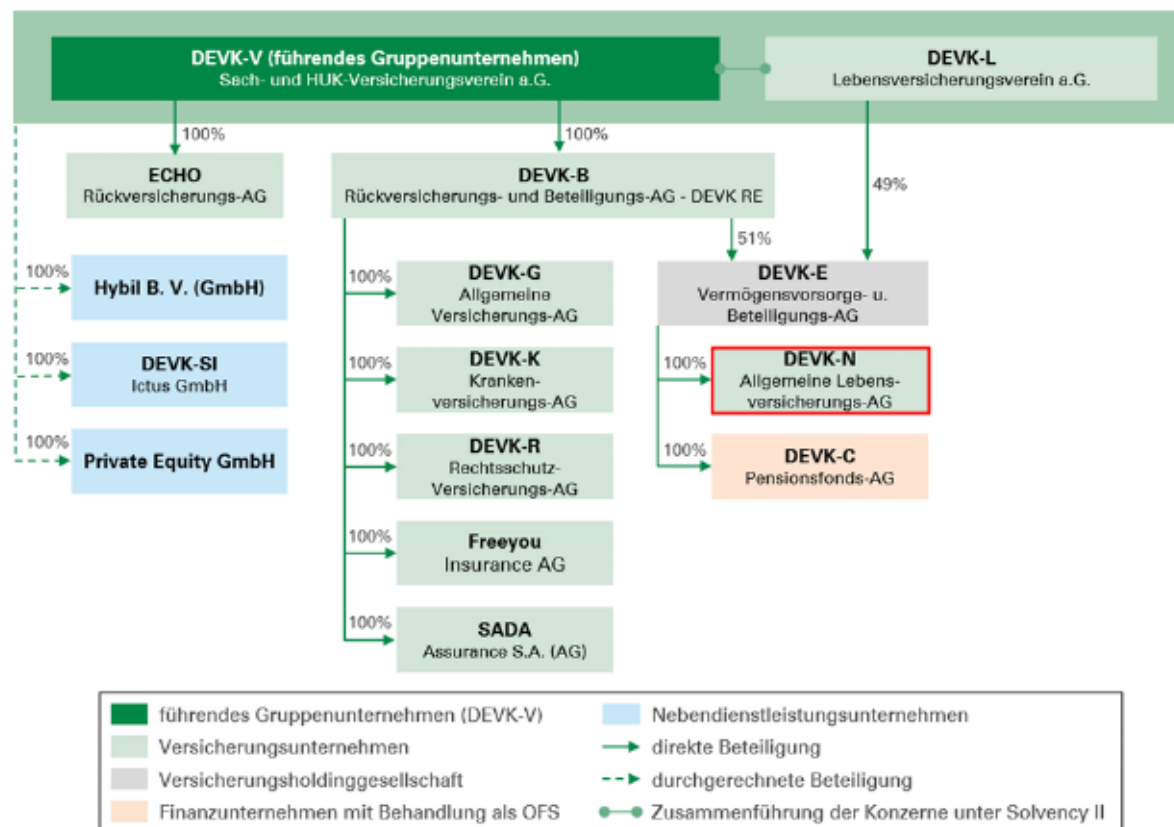 DEVK-V (führendes Gruppenunternehmen)
Sach- und HUK-Versicherungsverein a.G.
DEVK-L
Lebensversicherungsverein a.G.
100%
100%
49%
ECHO
Rückversicherungs-AG
DEVK-B
Rückversicherungs- und Beteiligungs-AG - DEVK RE
51%
100%
Hybil B. V. (GmbH)
100%
DEVK-G
Allgemeine
Versicherungs-AG
DEVK-E
Vermögensvorsorge- u.
Beteiligungs-AG
100%
DEVK-SI
Ictus GmbH
100%
DEVK-K
Kranken-
versicherungs-AG
100%
DEVK-N
Allgemeine Lebens-
versicherungs-AG
100%
Private Equity GmbH
100%
DEVK-R
Rechtsschutz-
Versicherungs-AG
100%
DEVK-C
Pensionsfonds-AG
100%
Freeyou
Insurance AG
100%
SADA
Assurance S.A. (AG)
führendes Gruppenunternehmen (DEVK-V)
Versicherungsunternehmen
Versicherungsholdinggesellschaft
Finanzunternehmen mit Behandlung als OFS
Nebendienstleistungsunternehmen
direkte Beteiligung
durchgerechnete Beteiligung
Zusammenführung der Konzerne unter Solvency II